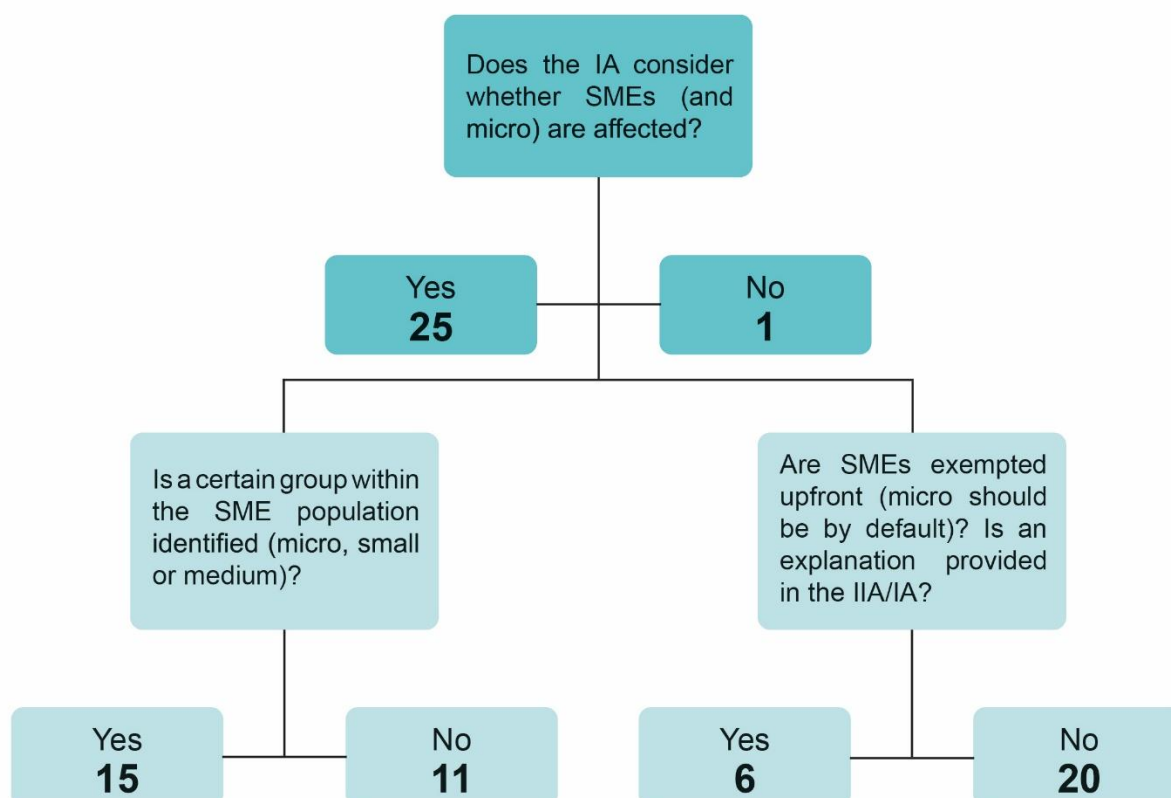 Does the IA consider
whether SMEs (and
micro) are affected?
Yes
25
No
1
Is a certain group within
the SME population
identified (micro, small
or medium)?
Are SMEs exempted
upfront (micro should
be by default)? Is an
explanation provided
in the IIA/IA?
Yes
15
No
11
Yes
6
No
20